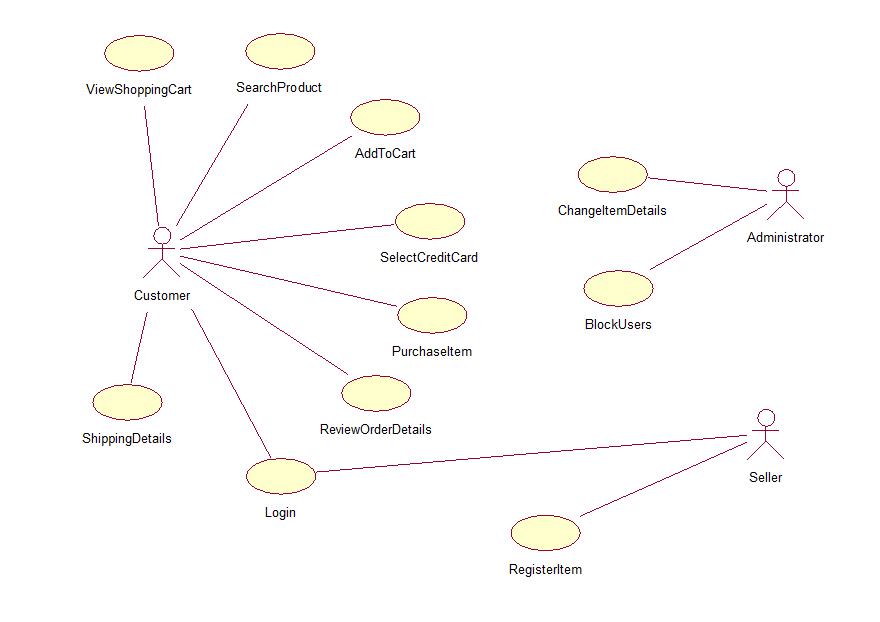 ViewShoppingCart
SearchProduct
AddToCart
ChangeItemDetails
Administrator
SelectCreditCard
Customer
BlockUsers
PurchaseItem
ReviewOrderDetails
ShippingDetails
Seller
Login
RegisterItem